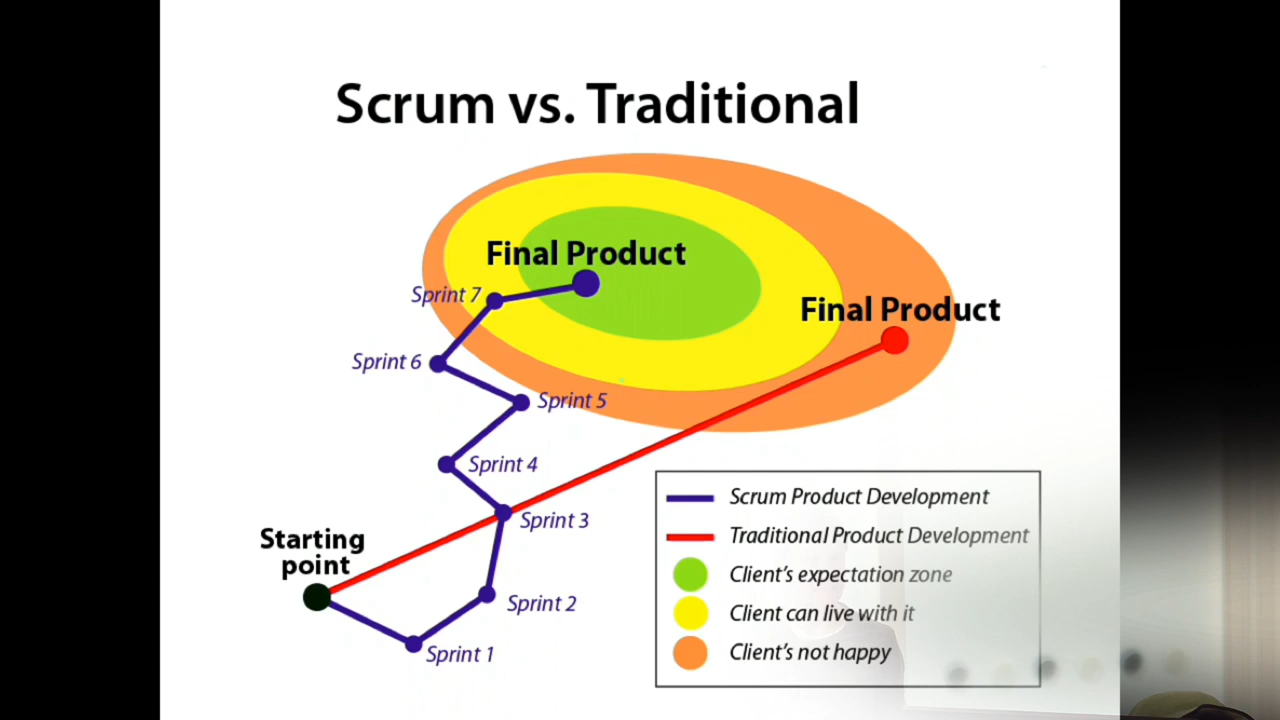 Scrum vs. Traditional
Final Product
Sprint 7
Final Product
Sprint 6
Sprint 5
Sprint 4
Sprint 3
Starting
point
Sprint 2
Sprint 1
Scrum Product Development
Traditional Product Development
Client's expectation zone
Client can live with it
Client's not happy